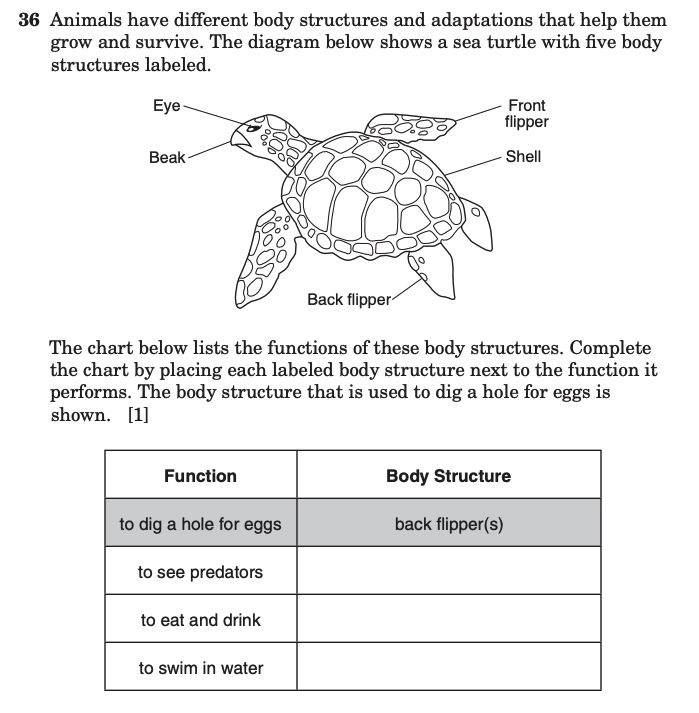 36 Animals have different body structures and adaptations that help them
grow and survive. The diagram below shows a sea turtle with five body
structures labeled.
Eye
Front
flipper
Beak
Shell
Back flipper
The chart below lists the functions of these body structures. Complete
the chart by placing each labeled body structure next to the function it
performs. The body structure that is used to dig a hole for eggs is
shown. [1]
Function Body Structure
to dig a hole for eggs back flipper(s)
to see predators
to eat and drink
to swim in water